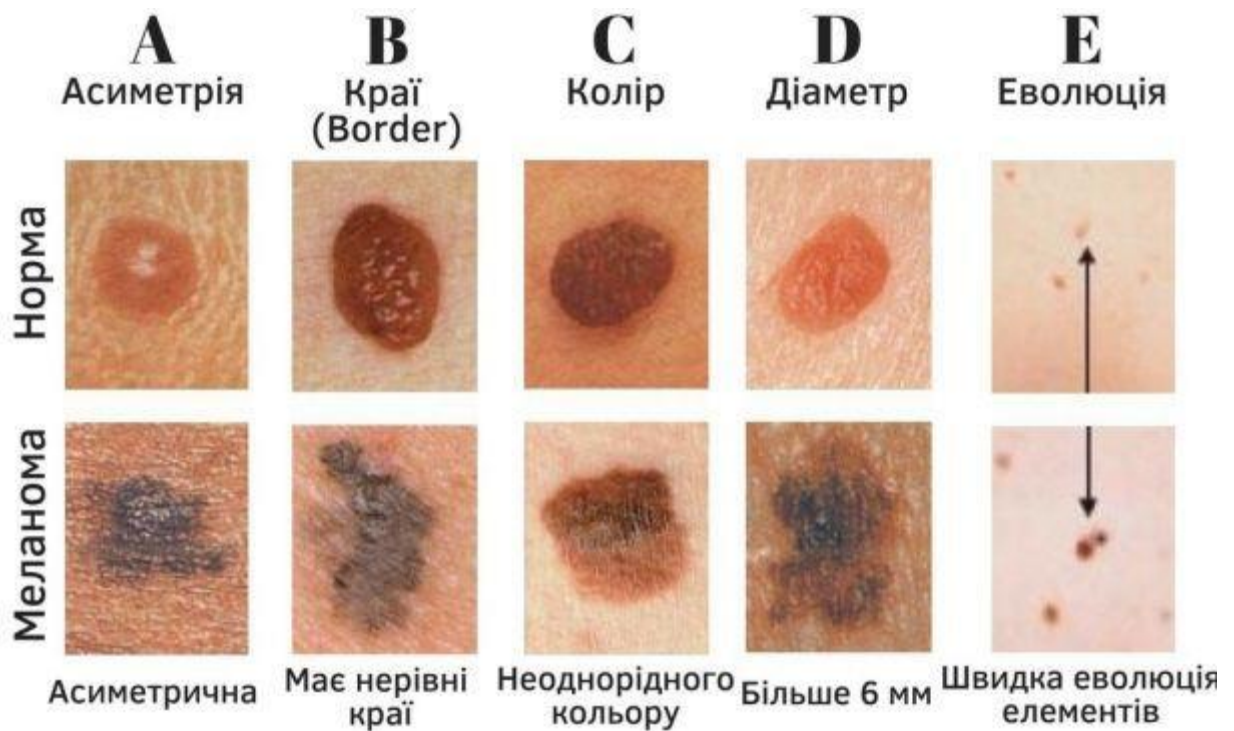 A
Асиметрія
B
Краї
(Border)
C
Колір
D
Діаметр
E
Еволюція
Норма
Меланома
Асиметрична
Має нерівні
краї
Неоднорідного
кольору
Більше 6 мм
Швидка еволюція
елементів